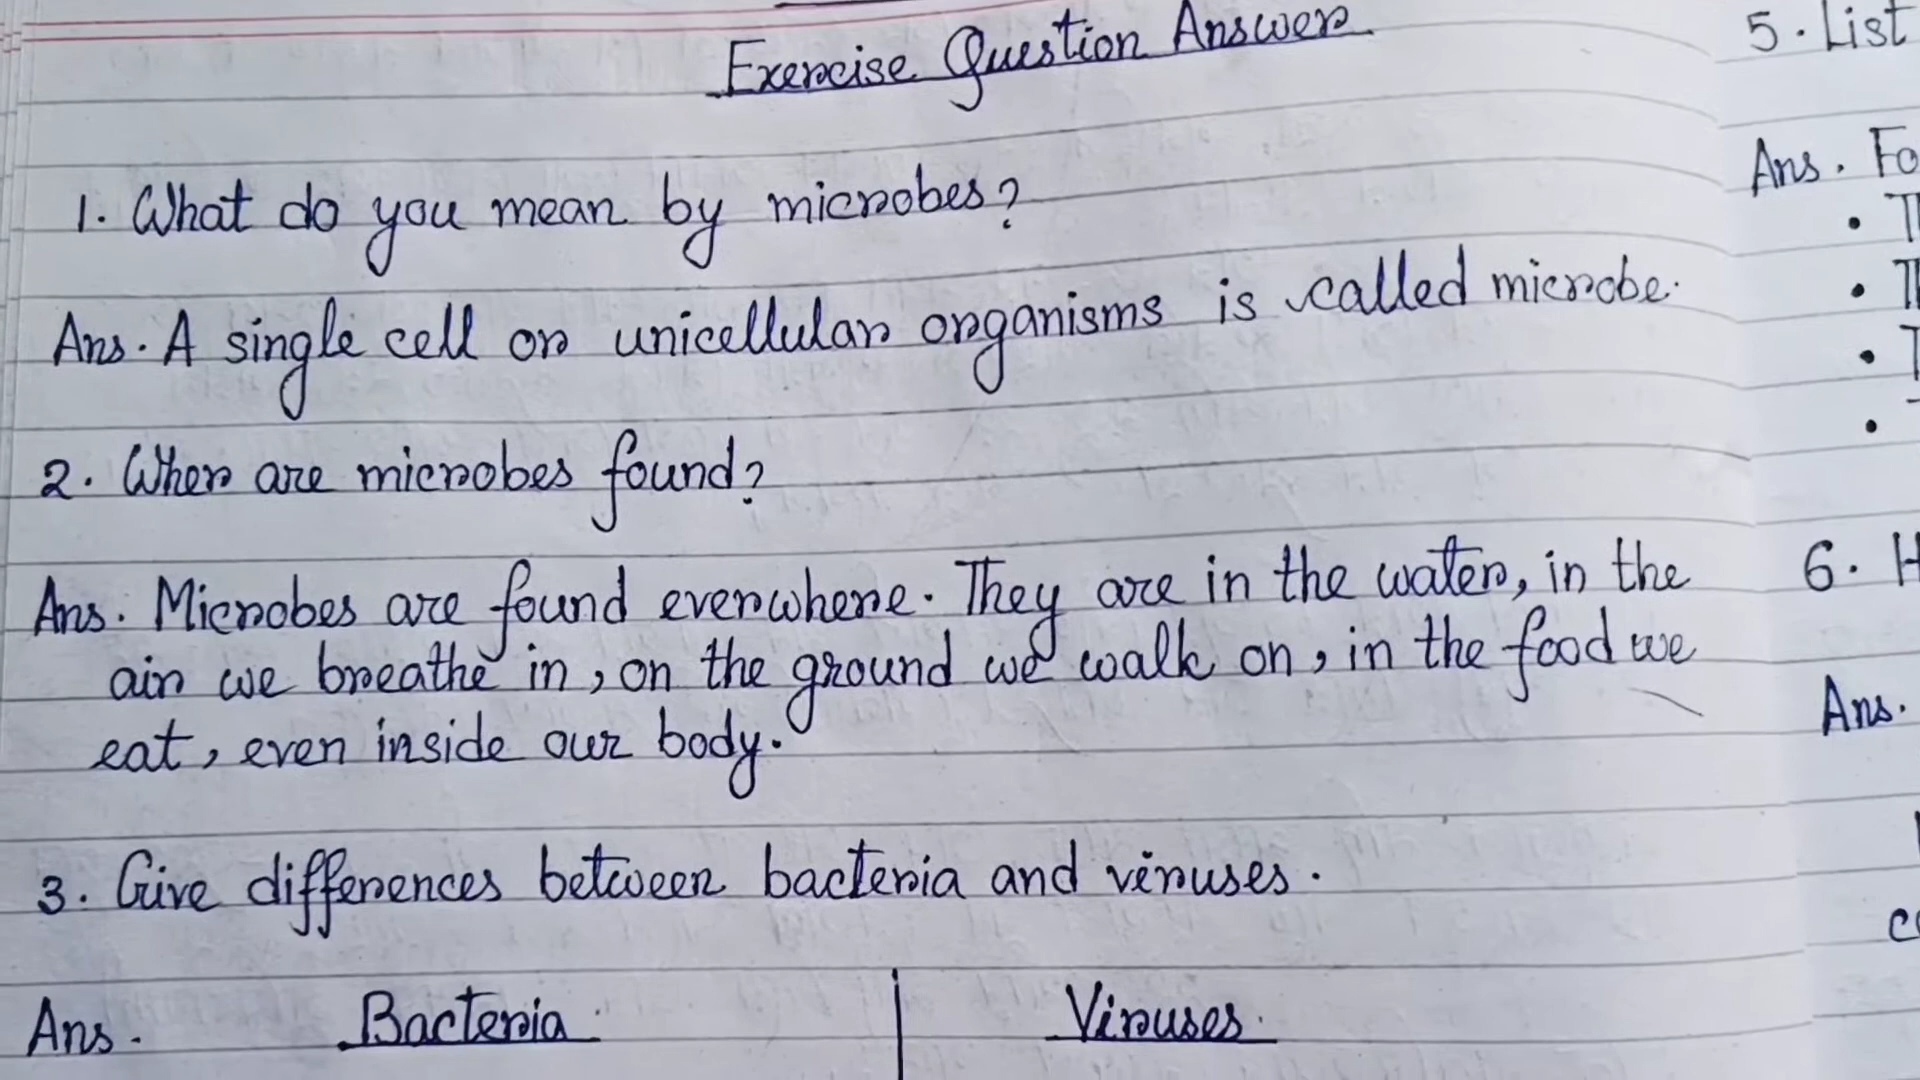 Exercise Question Answer
1. What do you mean by microbes?
Ans. A single cell or unicellular organisms is called microbe.
2. Wher are microbes found?
Ans. Microbes are found everwhere. They are in the water, in the
air we breathe in, on the ground we walk on, in the food we
eat, even inside our body.
3. Give differences between bacteria and viruses.
Ans. Bacteria Viruses.
5. List
Ans.
6.
Ans.